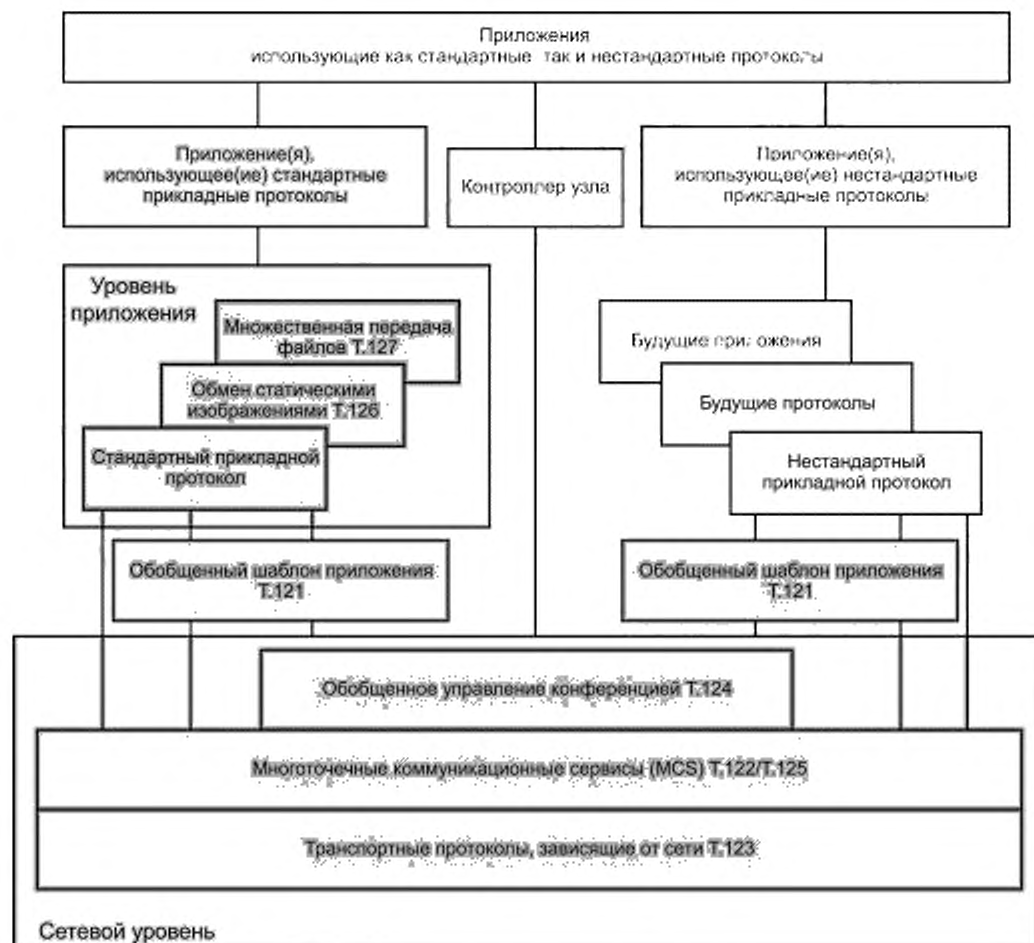 Приложения
использующие как стандартные так и нестандартные протоколы
Приложение(я),
использующее(ие) стандартные
прикладные протоколы
Контроллер узла
Приложение(я),
использующее(ие) нестандартные
прикладные протоколы
Уровень
приложения
Множественная передача
файлов Т.127
Обмен статическими
изображениями Т.126
Стандартный прикладной
протокол
Будущие приложения
Будущие протоколы
Нестандартный
прикладной протокол
Обобщенный шаблон приложения
Т.121
Обобщенный шаблон приложения
Т.121
Обобщенное управление конференцией Т.124
Многоточечные коммуникационные сервисы (MCS) Т.122/Т.125
Транспортные протоколы, зависящие от сети Т.123
Сетевой уровень